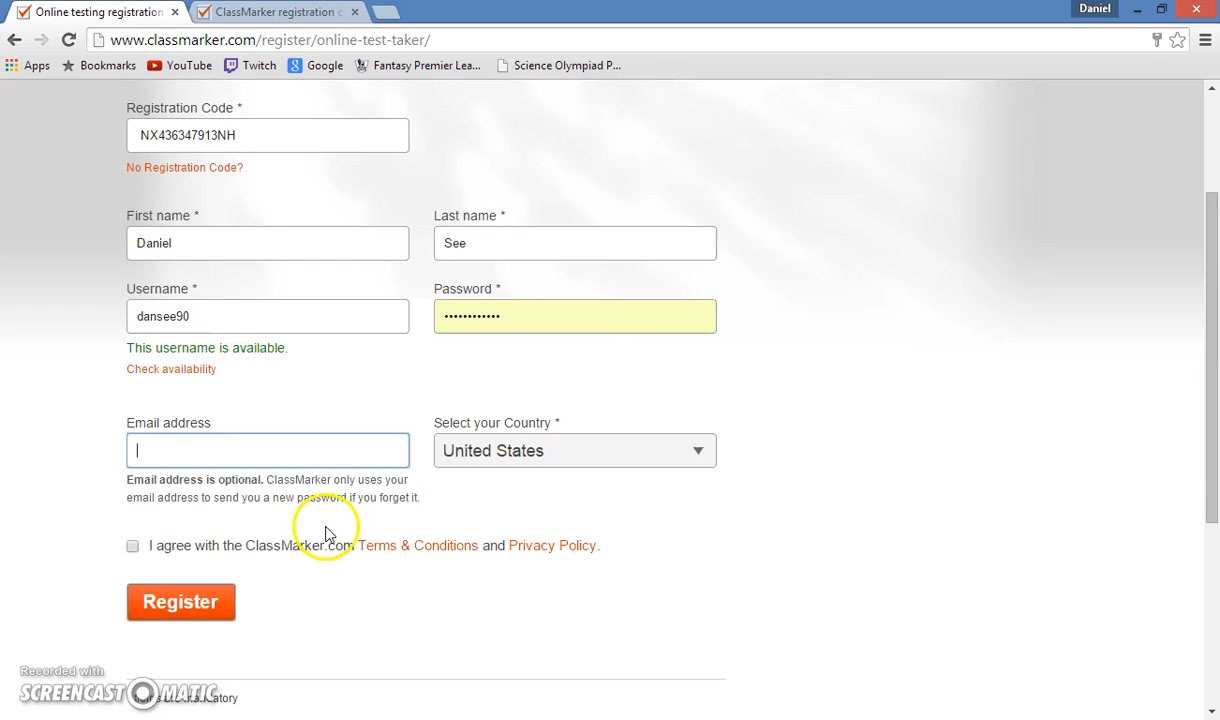 Online testing registration
ClassMarker registration c
Daniel
www.classmarker.com/register/online-test-taker/
Apps
Bookmarks
YouTube
Twitch
Google
Fantasy Premier Lea...
Science Olympiad P...
Registration Code *
NX436347913NH
No Registration Code?
First name *
Last name *
Daniel
See
Username *
Password *
dansee90
••••••••••••
This username is available.
Check availability
Email address
Select your Country *
United States
Email address is optional. ClassMarker only uses your
email address to send you a new password if you forget it.
I agree with the ClassMarker.com Terms & Conditions and Privacy Policy.
Register
Recorded with
SCREENCAST MATIC